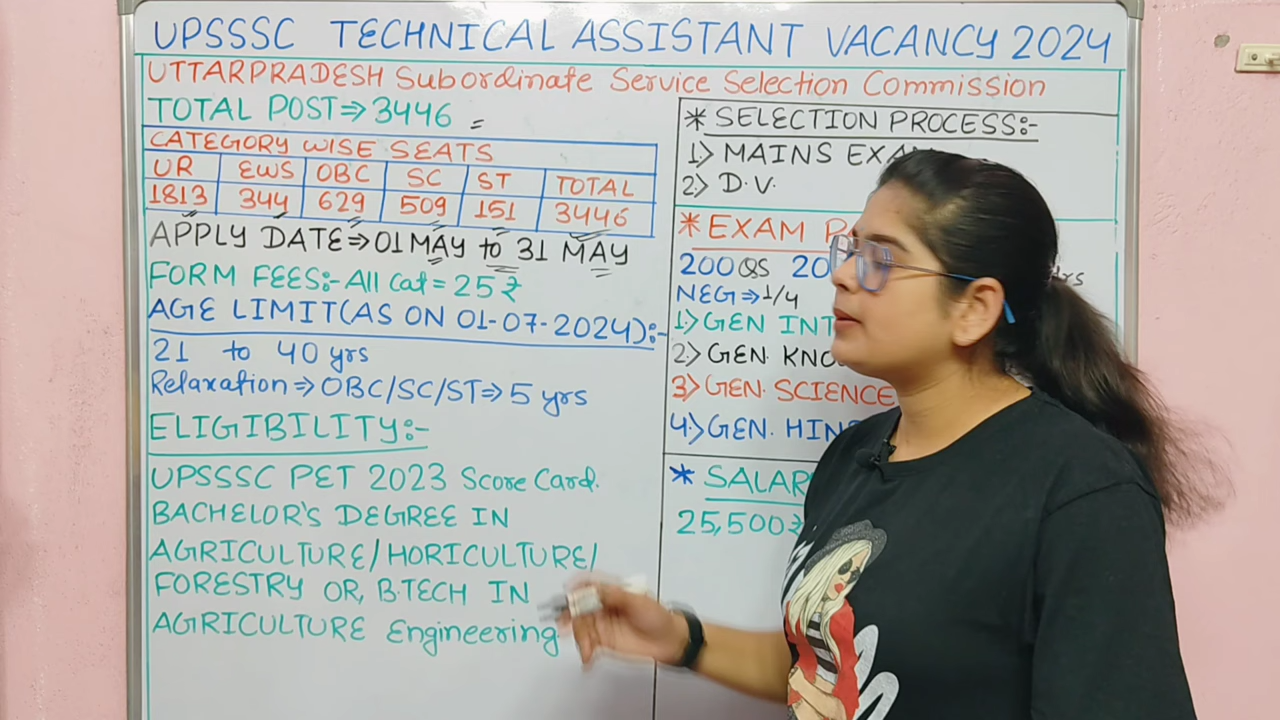 UPSSSC TECHNICAL ASSISTANT VACANCY 2024
UTTARPRADESH Subordinate Service Selection Commission
TOTAL POST⇒3446
CATEGORY WISE SEATS
UR EWS OBC SC ST TOTAL
1813 344 629 509 151 3446
APPLY DATE⇒01 MAY to 31 MAY
FORM FEES:- All Cat = 25₹
AGE LIMIT(AS ON 01-07-2024):-
21 to 40 yrs
Relaxation⇒OBC/SC/ST⇒5 yrs
ELIGIBILITY:-
UPSSSC PET 2023 Score Card.
BACHELOR'S DEGREE IN
AGRICULTURE/HORICULTURE/
FORESTRY OR, B.TECH IN
AGRICULTURE Engineering
* SELECTION PROCESS:-
1> MAINS
2> D.V.
* EXAM
200QS
NEG⇒1/4
1> GEN
2> GEN.
3> GEN. SCIENCE
4> GEN.
*
25,500₹